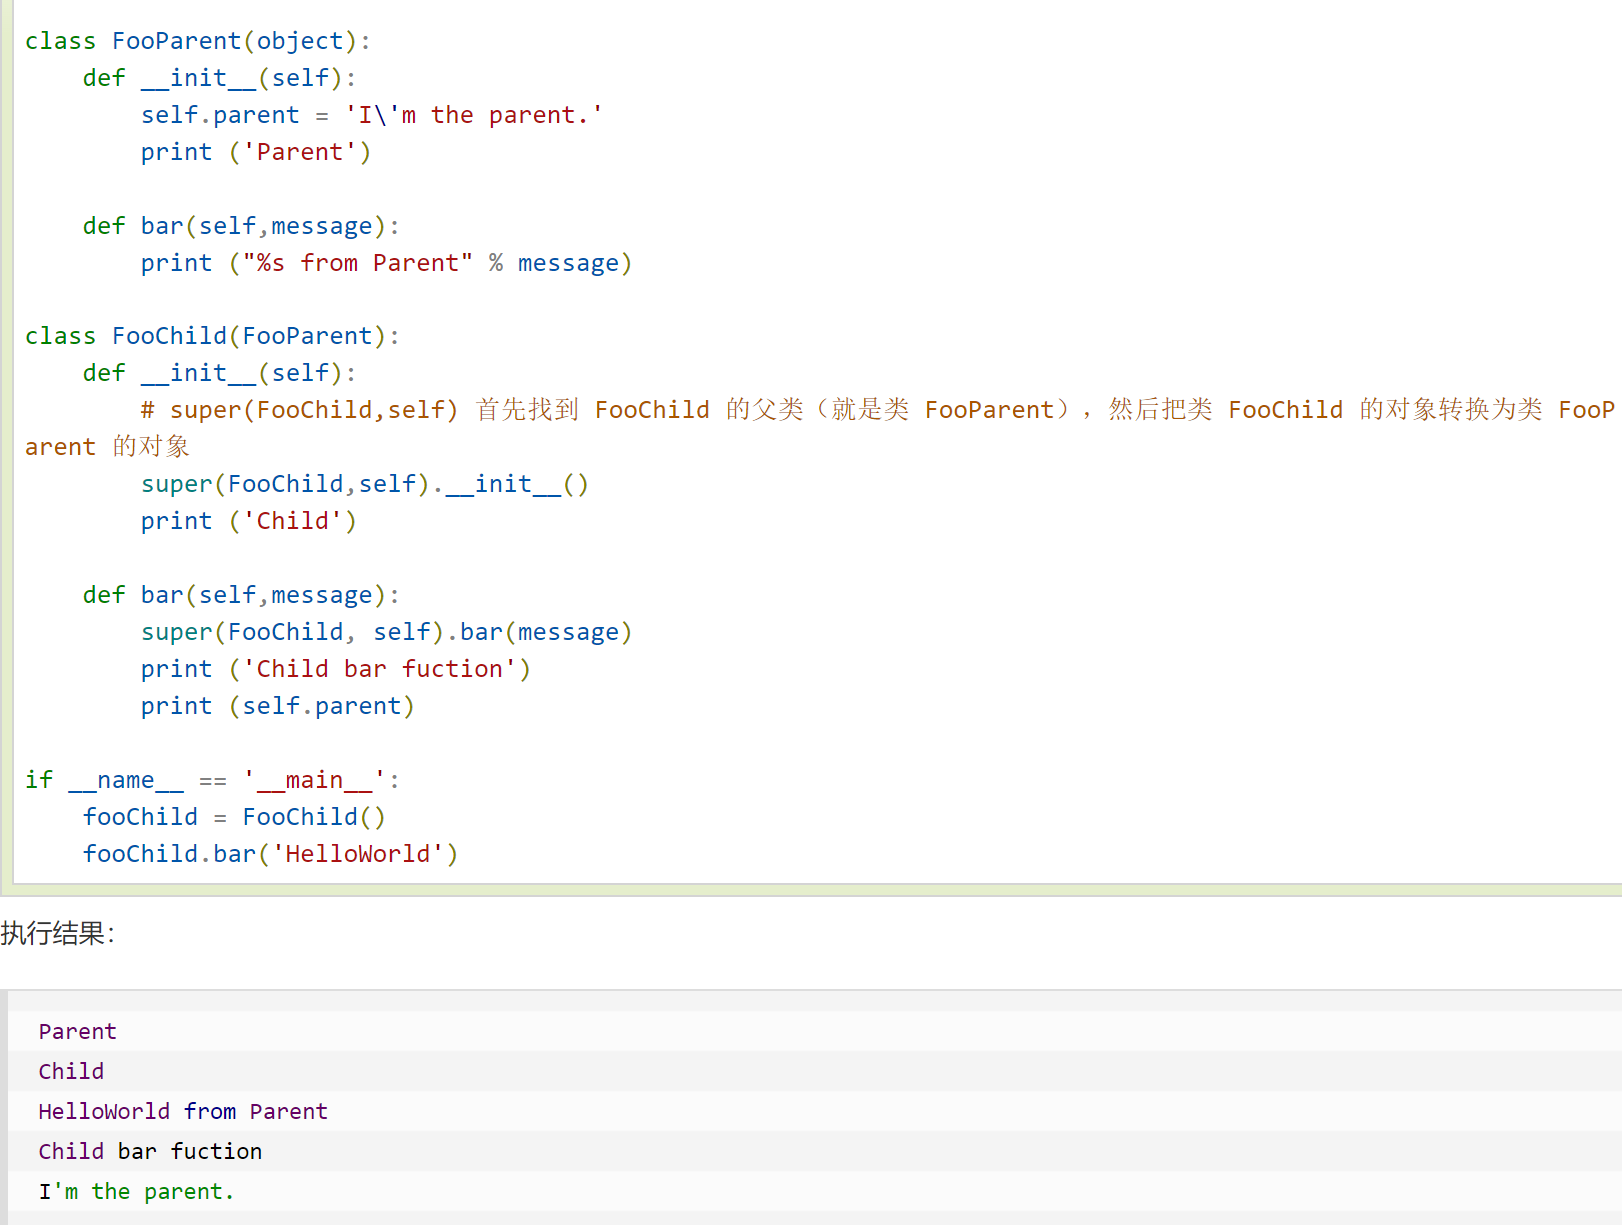 class FooParent(object):
    def __init__(self):
        self.parent = 'I\'m the parent.'
        print ('Parent')

    def bar(self,message):
        print ("%s from Parent" % message)

class FooChild(FooParent):
    def __init__(self):
        # super(FooChild,self) 首先找到 FooChild 的父类（就是类 FooParent），然后把类 FooChild 的对象转换为类 FooP
arent 的对象
        super(FooChild,self).__init__()
        print ('Child')

    def bar(self,message):
        super(FooChild, self).bar(message)
        print ('Child bar fuction')
        print (self.parent)

if __name__ == '__main__':
    fooChild = FooChild()
    fooChild.bar('HelloWorld')
执行结果：
Parent
Child
HelloWorld from Parent
Child bar fuction
I'm the parent.